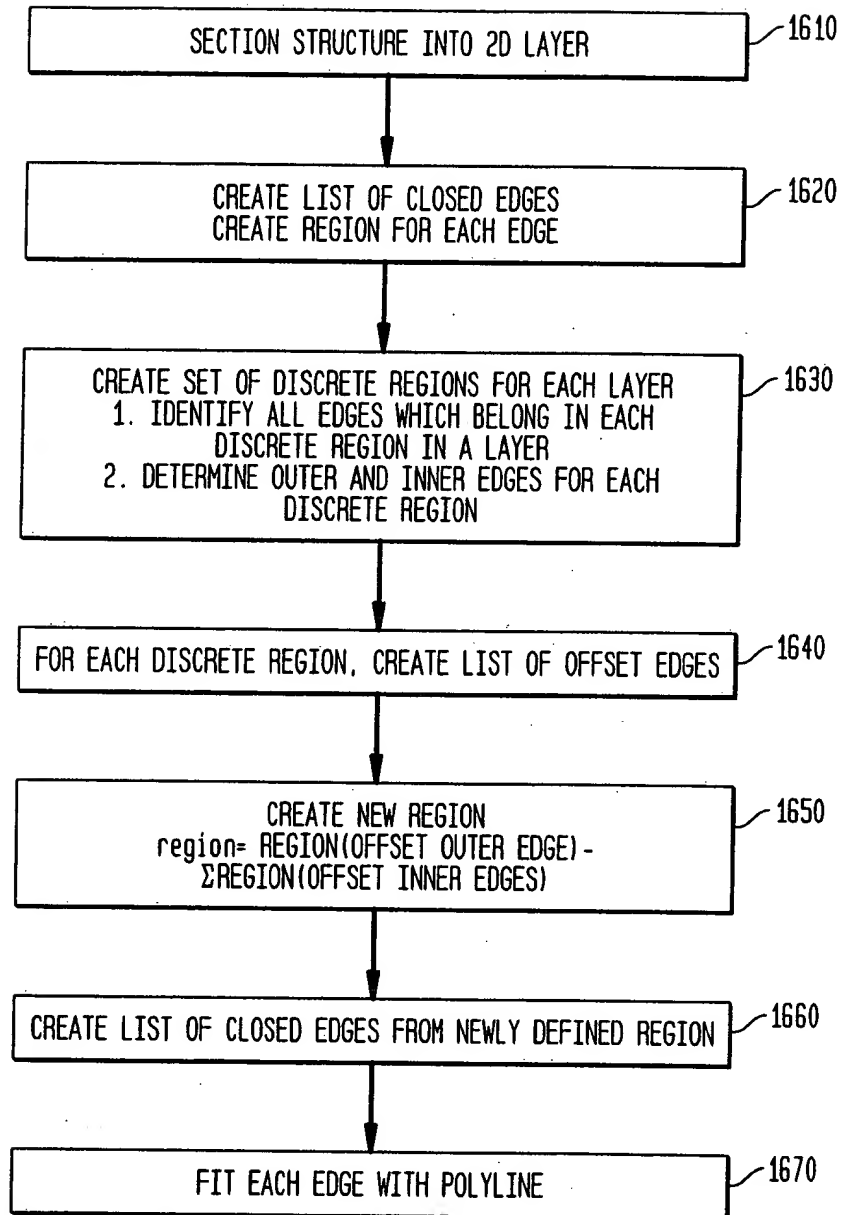 SECTION STRUCTURE INTO 2D LAYER
1610
CREATE LIST OF CLOSED EDGES
CREATE REGION FOR EACH EDGE
1620
CREATE SET OF DISCRETE REGIONS FOR EACH LAYER
1. IDENTIFY ALL EDGES WHICH BELONG IN EACH
DISCRETE REGION IN A LAYER
2. DETERMINE OUTER AND INNER EDGES FOR EACH
DISCRETE REGION
1630
FOR EACH DISCRETE REGION, CREATE LIST OF OFFSET EDGES
1640
CREATE NEW REGION
region= REGION(OFFSET OUTER EDGE)-
ΣREGION(OFFSET INNER EDGES)
1650
CREATE LIST OF CLOSED EDGES FROM NEWLY DEFINED REGION
1660
FIT EACH EDGE WITH POLYLINE
1670